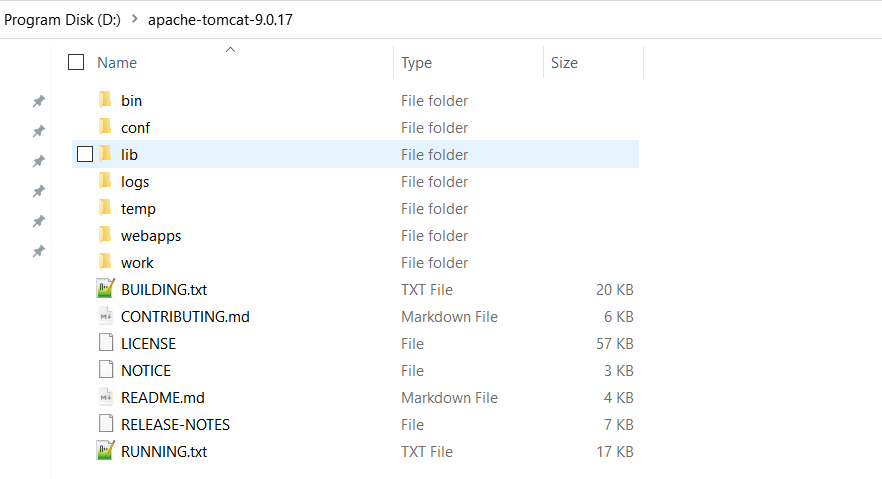 Program Disk (D:) > apache-tomcat-9.0.17
Name Type Size
bin File folder
conf File folder
lib File folder
logs File folder
temp File folder
webapps File folder
work File folder
BUILDING.txt TXT File 20 KB
CONTRIBUTING.md Markdown File 6 KB
LICENSE File 57 KB
NOTICE File 3 KB
README.md Markdown File 4 KB
RELEASE-NOTES File 7 KB
RUNNING.txt TXT File 17 KB